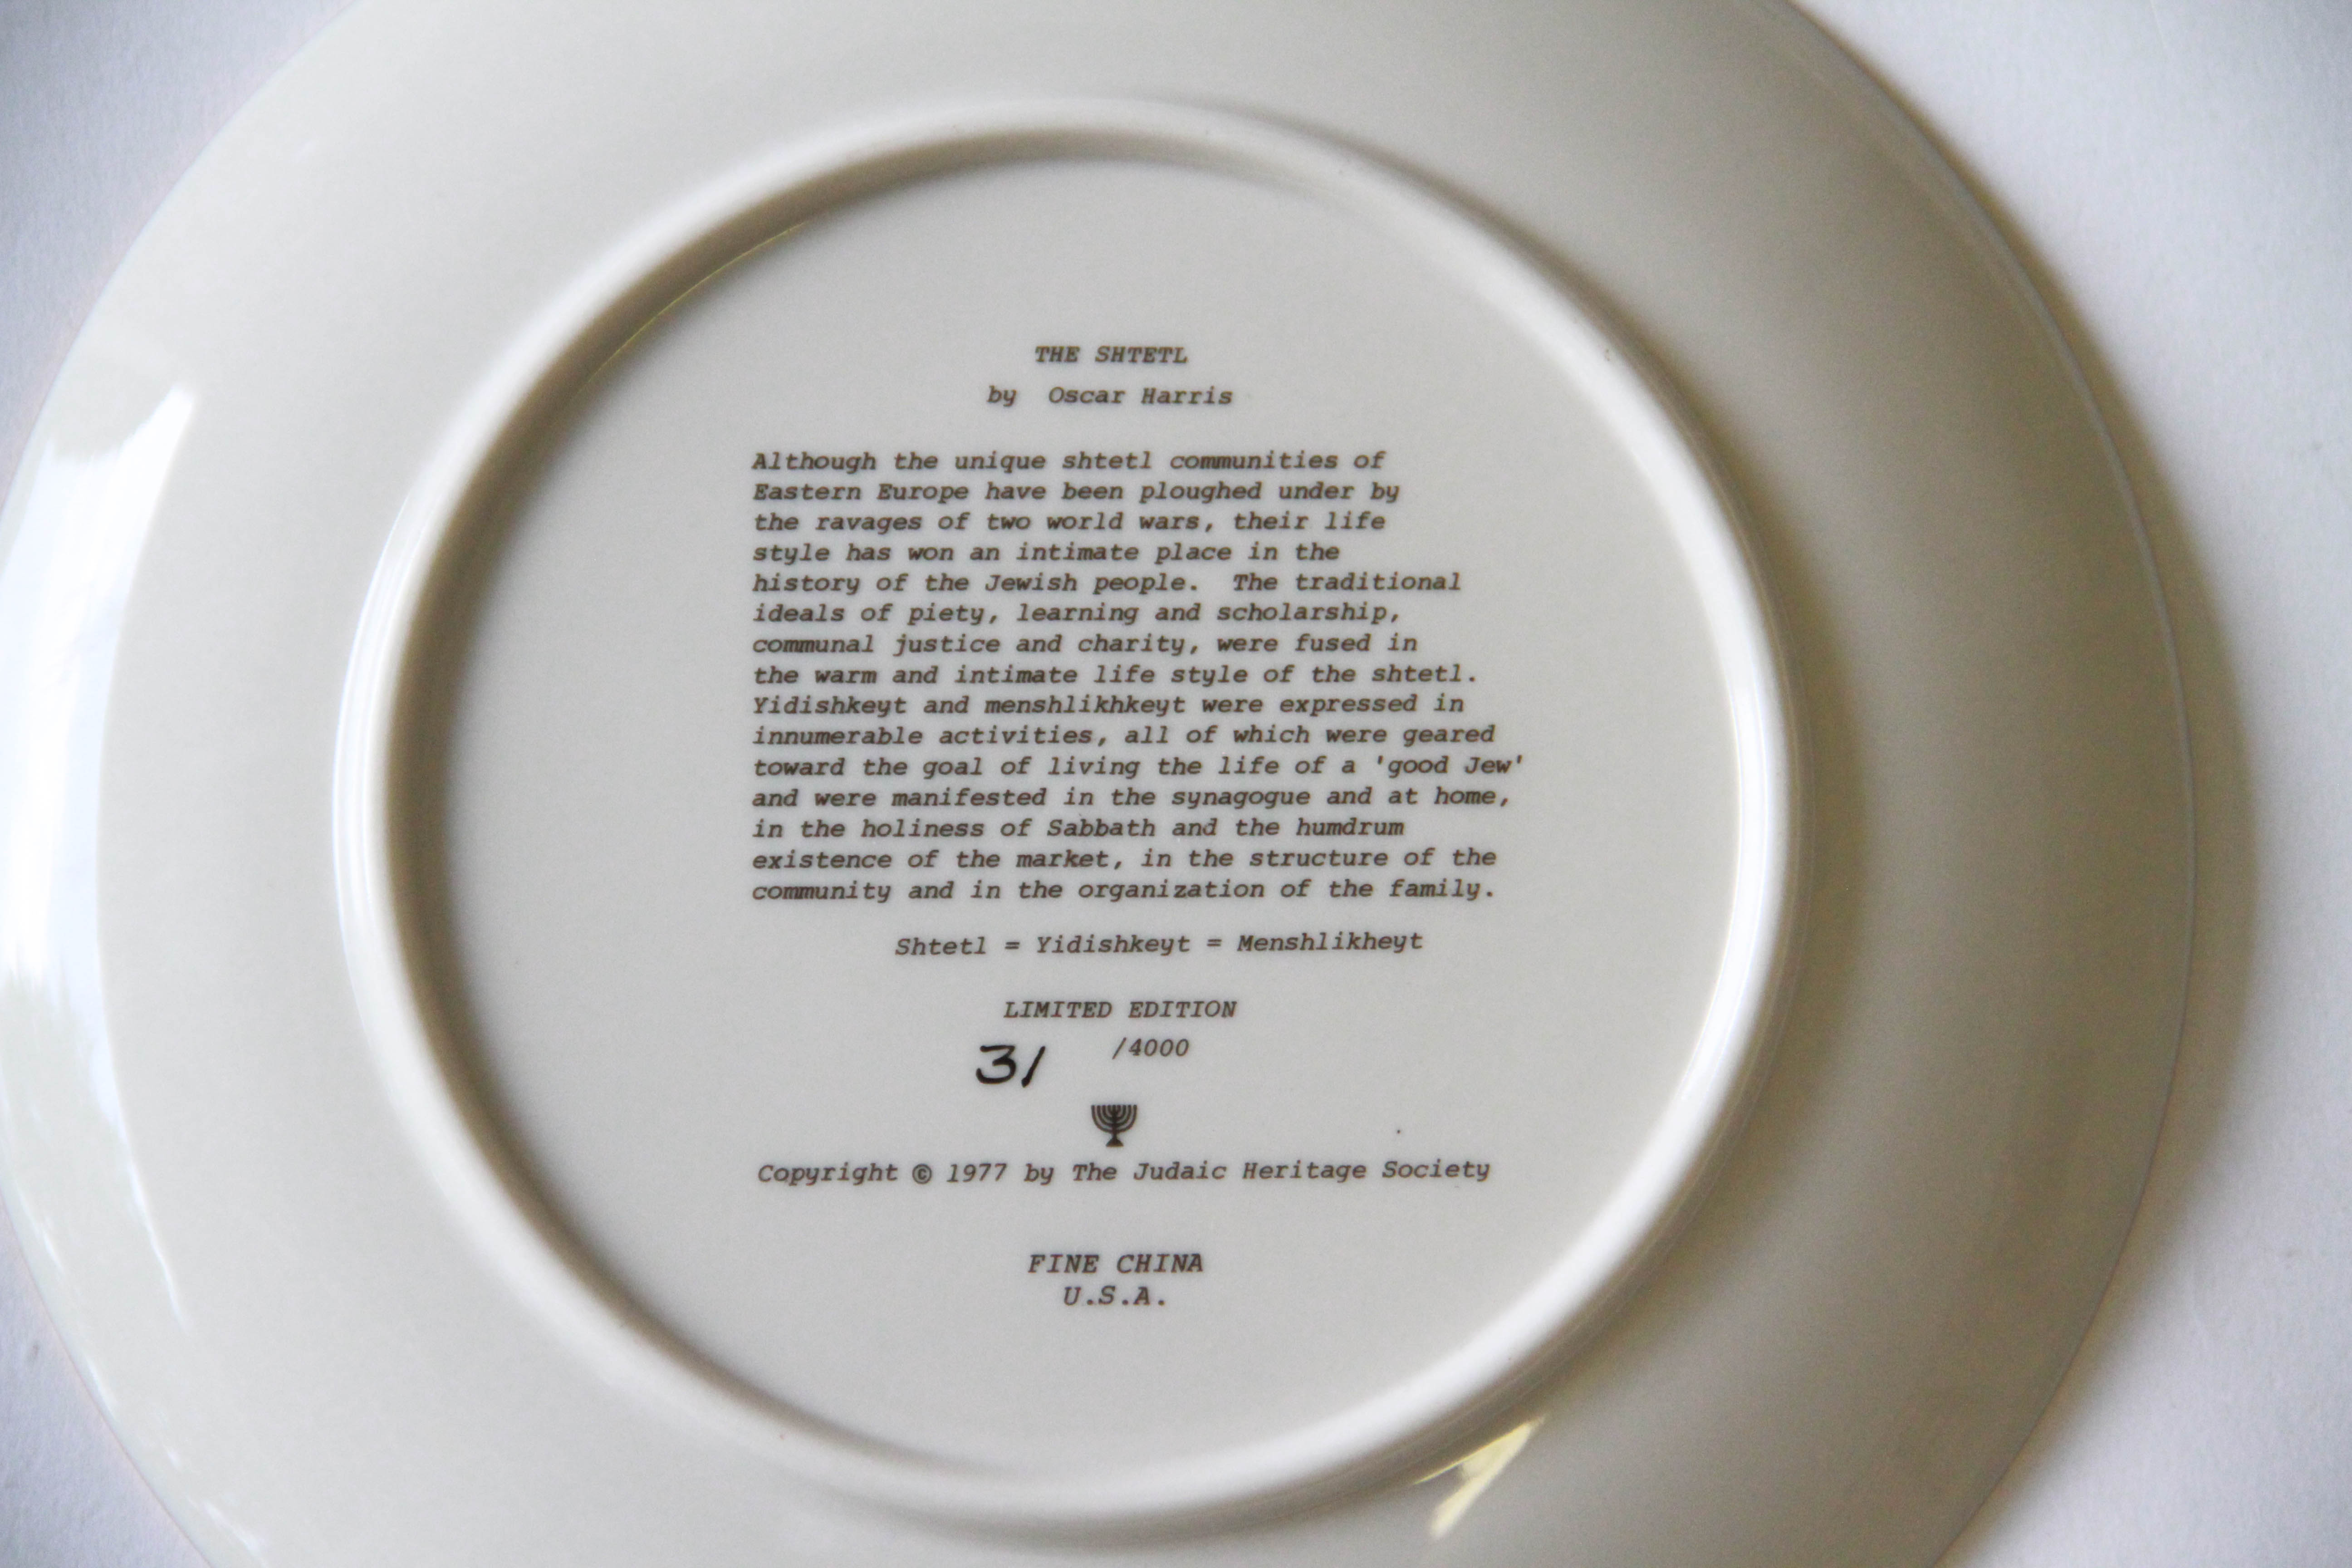 THE SHTETL
by Oscar Harris
Although the unique shtetl communities of
Eastern Europe have been ploughed under by
the ravages of two world wars, their life
style has won an intimate place in the
history of the Jewish people. The traditional
ideals of piety, learning and scholarship,
communal justice and charity, were fused in
the warm and intimate life style of the shtetl.
Yidishkeyt and menshlikhkeyt were expressed in
innumerable activities, all of which were geared
toward the goal of living the life of a 'good Jew'
and were manifested in the synagogue and at home,
in the holiness of Sabbath and the humdrum
existence of the market, in the structure of the
community and in the organization of the family.
Shtetl = Yidishkeyt = Menshlikheyt
LIMITED EDITION
31 /4000
Copyright © 1977 by The Judaic Heritage Society
FINE CHINA
U.S.A.